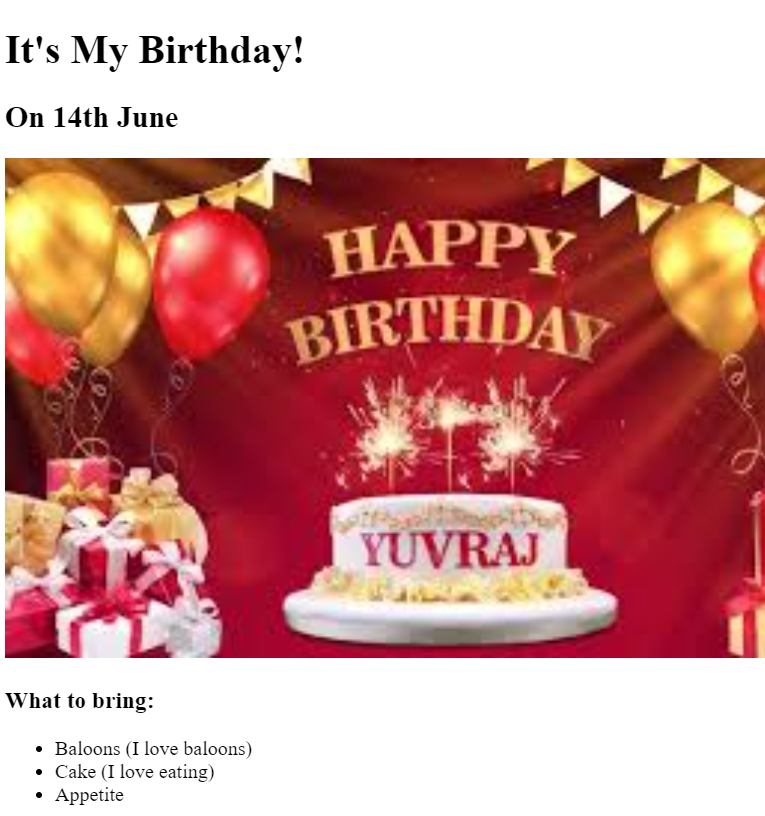 It's My Birthday!
On 14th June
HAPPY
BIRTHDAY
YUVRAJ
What to bring:
Baloons (I love baloons)
Cake (I love eating)
Appetite